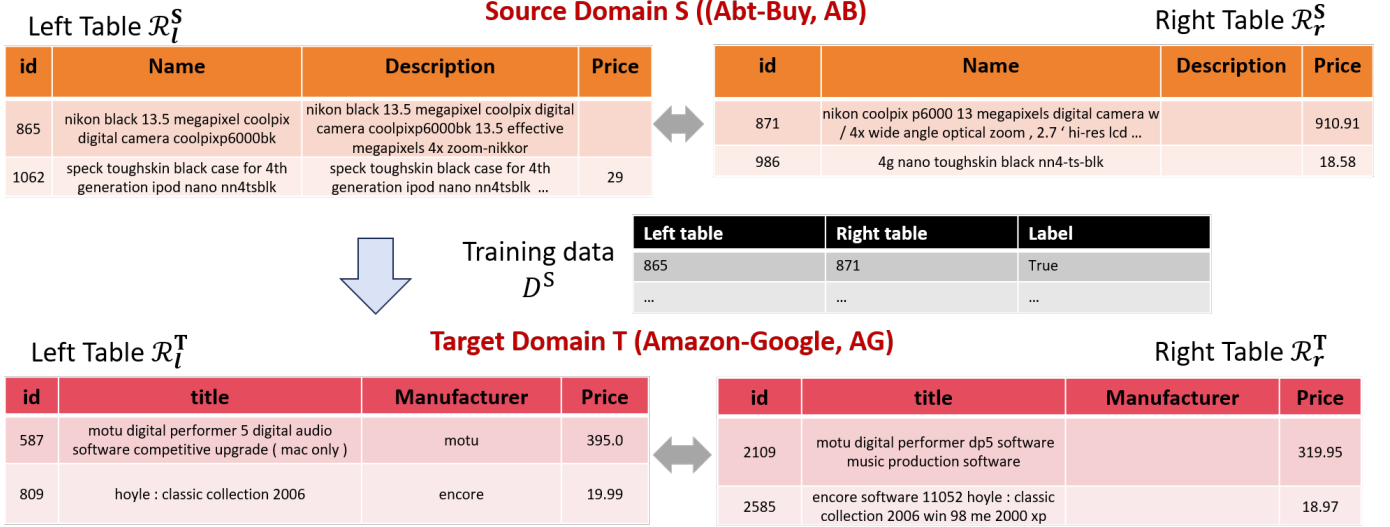 Source Domain S ((Abt-Buy, AB)
Left Table ℛ_l^S
Right Table ℛ_r^S
id Name Description Price
865
nikon black 13.5 megapixel coolpix
digital camera coolpixp6000bk
nikon black 13.5 megapixel coolpix digital
camera coolpixp6000bk 13.5 effective
megapixels 4x zoom-nikkor
1062
speck toughskin black case for 4th
generation ipod nano nn4tsblk
speck toughskin black case for 4th
generation ipod nano nn4tsblk ...
29
id Name Description Price
871
nikon coolpix p6000 13 megapixels digital camera w
/ 4x wide angle optical zoom , 2.7 ‘ hi-res lcd ...
910.91
986
4g nano toughskin black nn4-ts-blk
18.58
Training data
D^S
Left table Right table Label
865 871 True
... ... ...
Target Domain T (Amazon-Google, AG)
Left Table ℛ_l^T
Right Table ℛ_r^T
id title Manufacturer Price
587
motu digital performer 5 digital audio
software competitive upgrade ( mac only )
motu
395.0
809
hoyle : classic collection 2006
encore
19.99
id title Manufacturer Price
2109
motu digital performer dp5 software
music production software
319.95
2585
encore software 11052 hoyle : classic
collection 2006 win 98 me 2000 xp
18.97